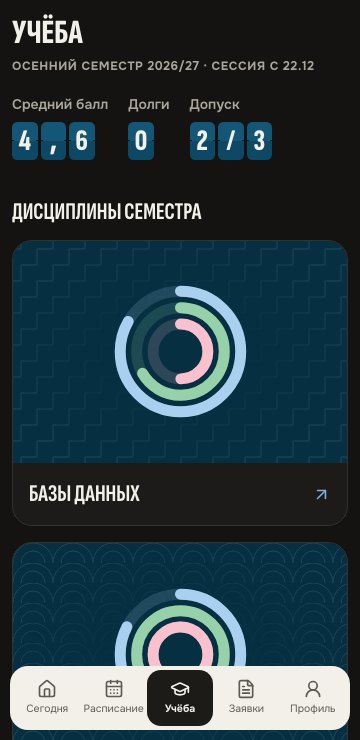 УЧЁБА
ОСЕННИЙ СЕМЕСТР 2026/27 · СЕССИЯ С 22.12
Средний балл Долги Допуск
4,6 0 2/3
ДИСЦИПЛИНЫ СЕМЕСТРА
БАЗЫ ДАННЫХ
Сегодня Расписание Учёба Заявки Профиль